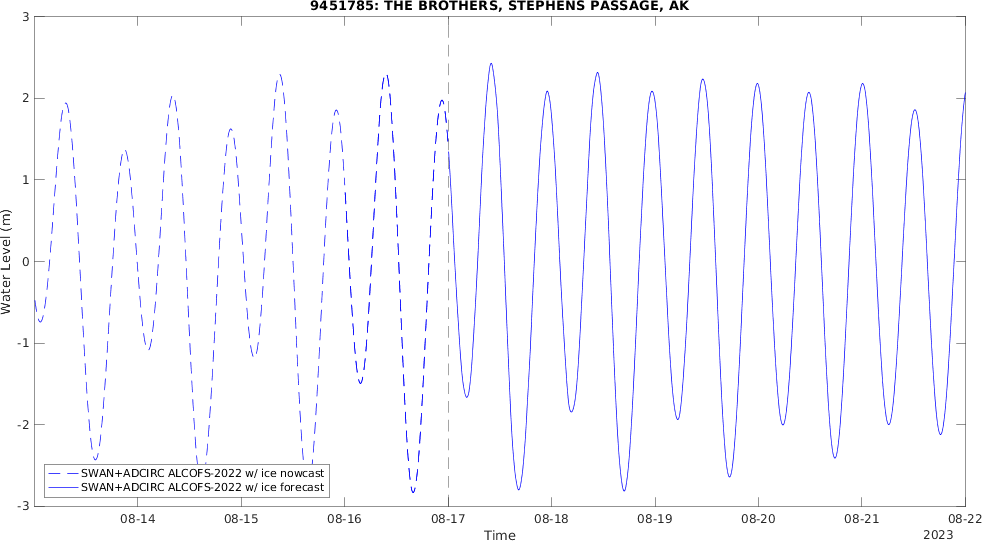 9451785: THE BROTHERS, STEPHENS PASSAGE, AK
3
2
1
0
-1
-2
-3
Water Level (m)
SWAN+ADCIRC ALCOFS-2022 w/ ice nowcast
SWAN+ADCIRC ALCOFS-2022 w/ ice forecast
08-14 08-15 08-16 08-17 08-18 08-19 08-20 08-21 08-22
Time
2023